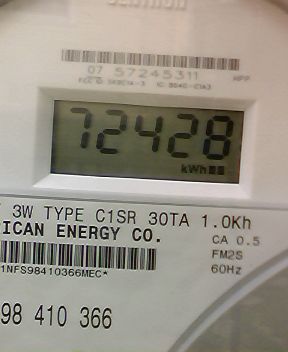 07 57245311
72428
kWh
3W TYPE C1SR 30TA 1.0Kh
RICAN ENERGY CO.
CA 0.5
FM2S
60Hz
1NFS98410366MEC*
98 410 366